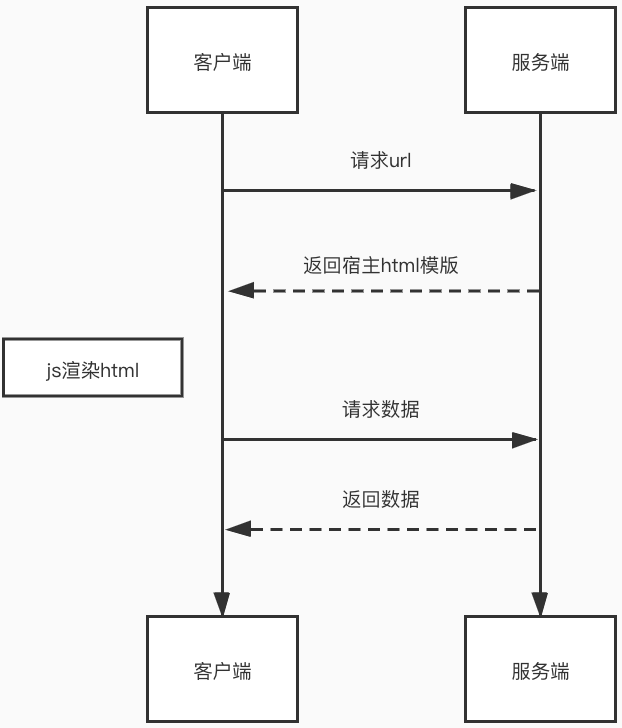 客户端
服务端
请求url
返回宿主html模版
js渲染html
请求数据
返回数据
客户端
服务端